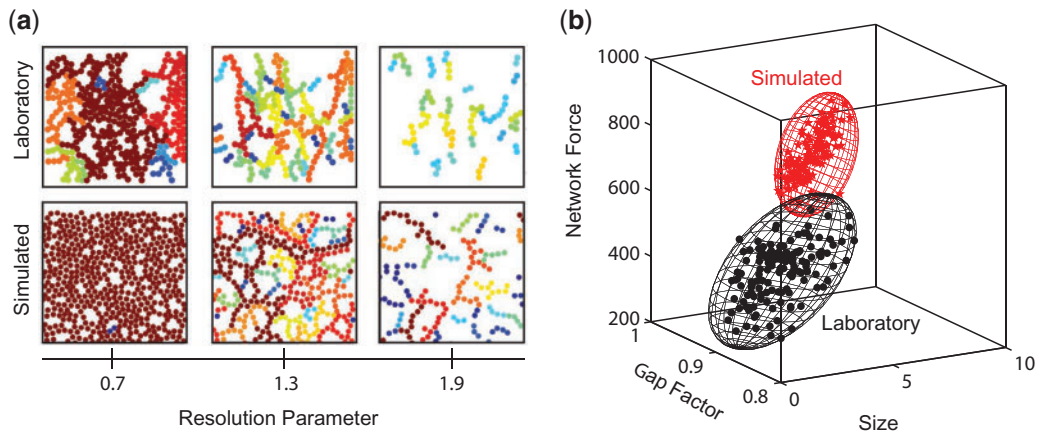 (a)
Laboratory
Simulated
0.7
1.3
1.9
Resolution Parameter
(b)
1000
800
600
400
200
Network Force
1
0.9
0.8
Gap Factor
0
5
10
Size
Simulated
Laboratory